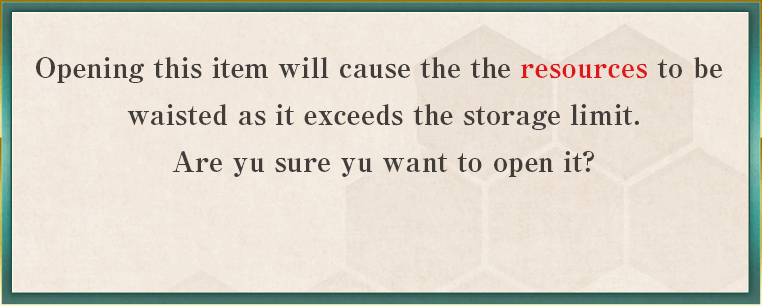 Opening this item will cause the the resources to be
waisted as it exceeds the storage limit.
Are yu sure yu want to open it?